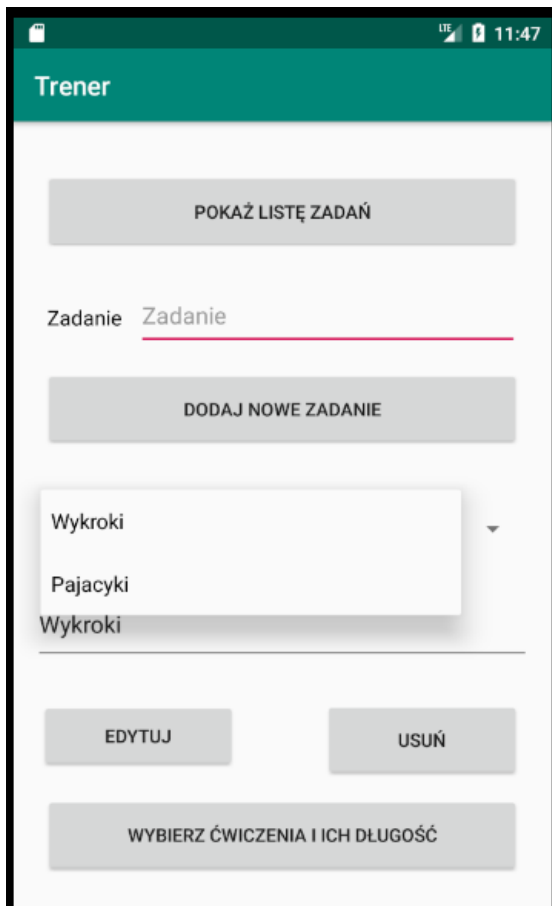 LTE 11:47
Trener
POKAŻ LISTĘ ZADAŃ
Zadanie Zadanie
DODAJ NOWE ZADANIE
Wykroki
Pajacyki
Wykroki
EDYTUJ USUŃ
WYBIERZ ĆWICZENIA I ICH DŁUGOŚĆ